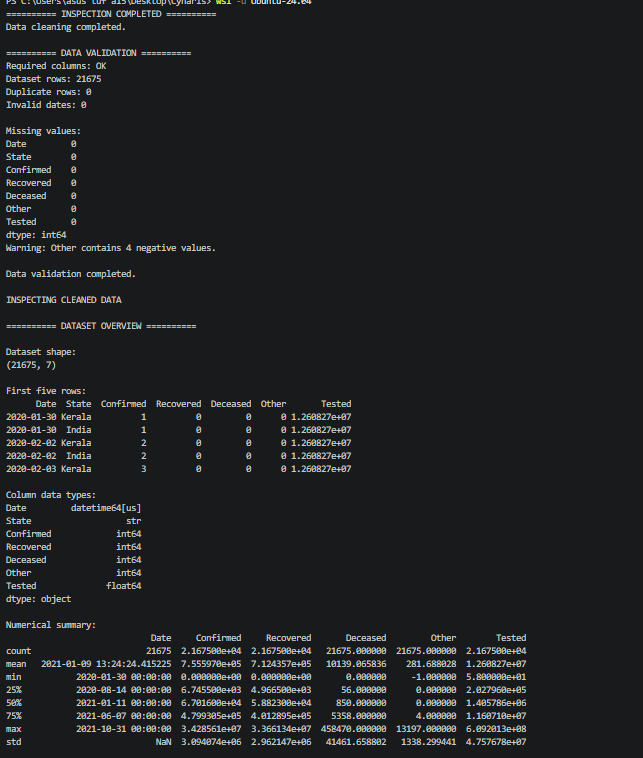 PS C:\Users\asus tuf a15\Desktop\Cynaris> wsl -d Ubuntu-24.04
========== INSPECTION COMPLETED ==========
Data cleaning completed.
========== DATA VALIDATION ==========
Required columns: OK
Dataset rows: 21675
Duplicate rows: 0
Invalid dates: 0
Missing values:
Date 0
State 0
Confirmed 0
Recovered 0
Deceased 0
Other 0
Tested 0
dtype: int64
Warning: Other contains 4 negative values.
Data validation completed.
INSPECTING CLEANED DATA
========== DATASET OVERVIEW ==========
Dataset shape:
(21675, 7)
First five rows:
Date State Confirmed Recovered Deceased Other Tested
2020-01-30 Kerala 1 0 0 0 1.260827e+07
2020-01-30 India 1 0 0 0 1.260827e+07
2020-02-02 Kerala 2 0 0 0 1.260827e+07
2020-02-02 India 2 0 0 0 1.260827e+07
2020-02-03 Kerala 3 0 0 0 1.260827e+07
Column data types:
Date datetime64[us]
State str
Confirmed int64
Recovered int64
Deceased int64
Other int64
Tested float64
dtype: object
Numerical summary:
Date Confirmed Recovered Deceased Other Tested
count 21675 2.167500e+04 2.167500e+04 21675.000000 21675.000000 2.167500e+04
mean 2021-01-09 13:24:24.415225 7.555970e+05 7.124357e+05 10139.065836 281.688028 1.260827e+07
min 2020-01-30 00:00:00 0.000000e+00 0.000000e+00 0.000000 -1.000000 5.800000e+01
25% 2020-08-14 00:00:00 6.745500e+03 4.966500e+03 56.000000 0.000000 2.027960e+05
50% 2021-01-11 00:00:00 6.701600e+04 5.882300e+04 850.000000 0.000000 1.405786e+06
75% 2021-06-07 00:00:00 4.799305e+05 4.012895e+05 5358.000000 4.000000 1.160710e+07
max 2021-10-31 00:00:00 3.428561e+07 3.366134e+07 458470.000000 13197.000000 6.092013e+08
std NaN 3.094074e+06 2.962147e+06 41461.658802 1338.299441 4.757678e+07